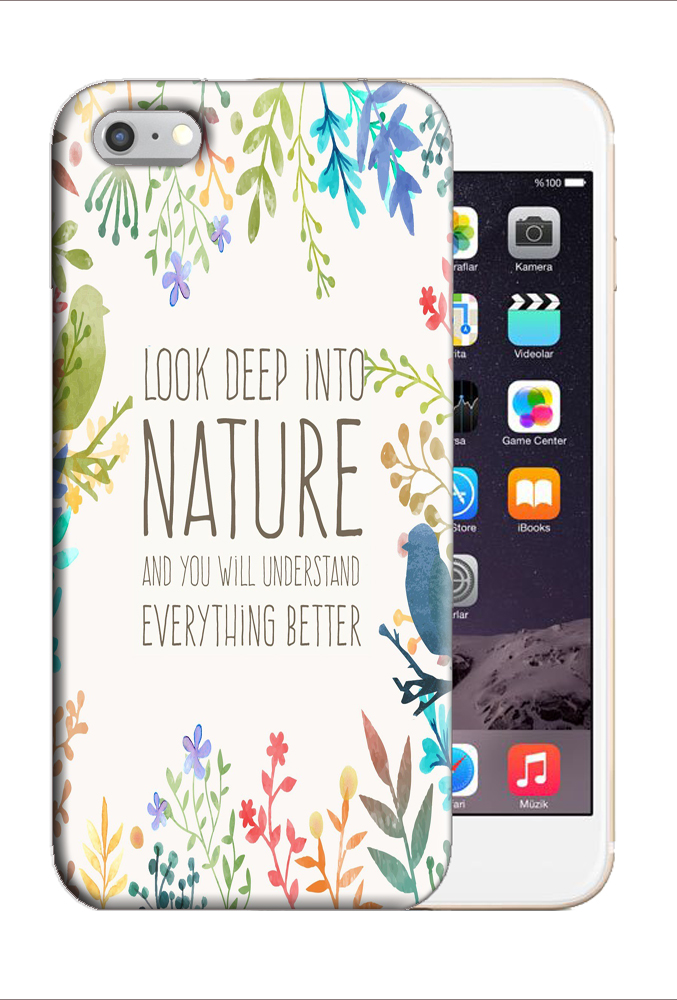 LOOK DEEP iNTO
NATURE
AND YOU WiLL UNDERSTAND
EVERYTHiNG BETTER
%100
raflar
Kamera
ita
Videolar
rsa
Game Center
Store
iBooks
rlar
ari
Müzik